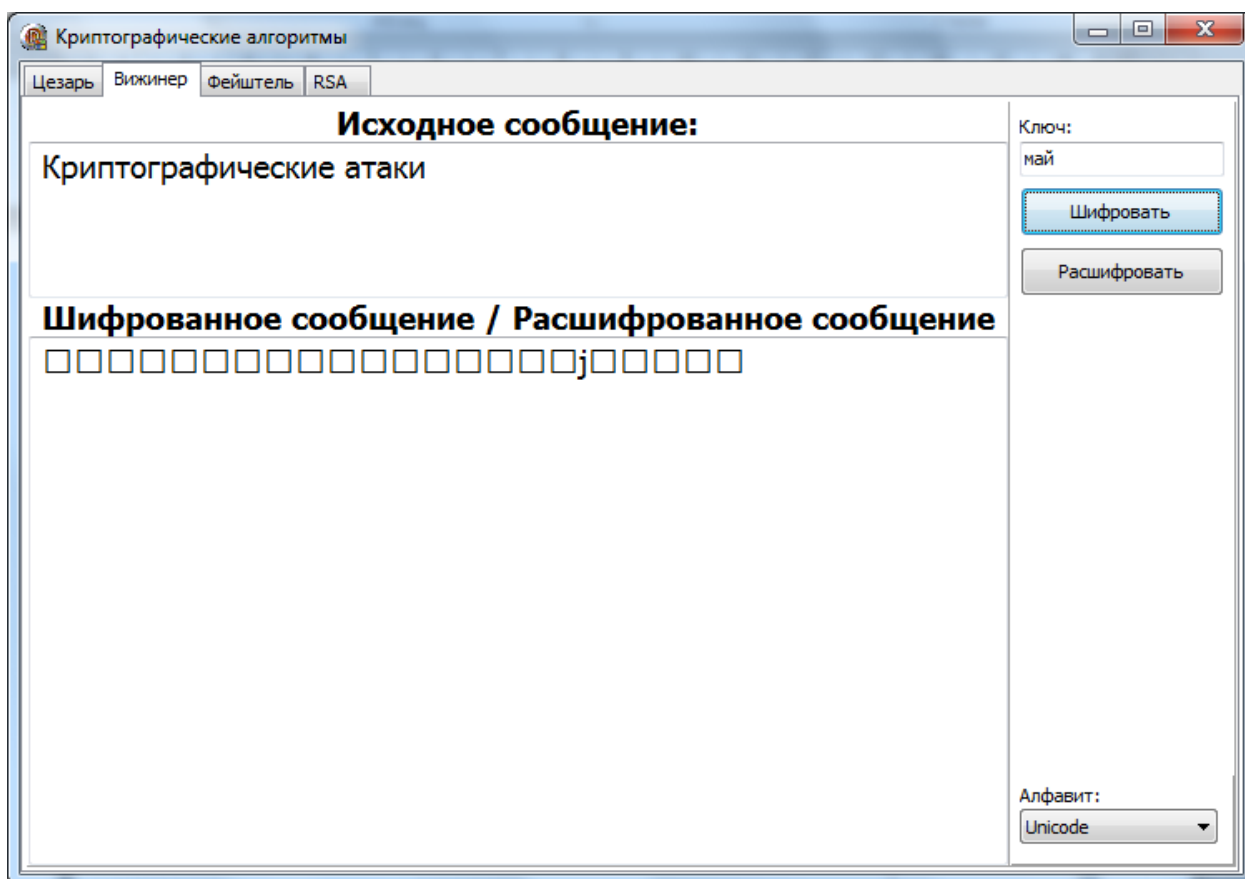 Криптографические алгоритмы
Цезарь Вижинер Фейштель RSA
Исходное сообщение:
Криптографические атаки
Шифрованное сообщение / Расшифрованное сообщение
□□□□□□□□□□□□□□□□□j□□□□□
Ключ:
май
Шифровать
Расшифровать
Алфавит:
Unicode